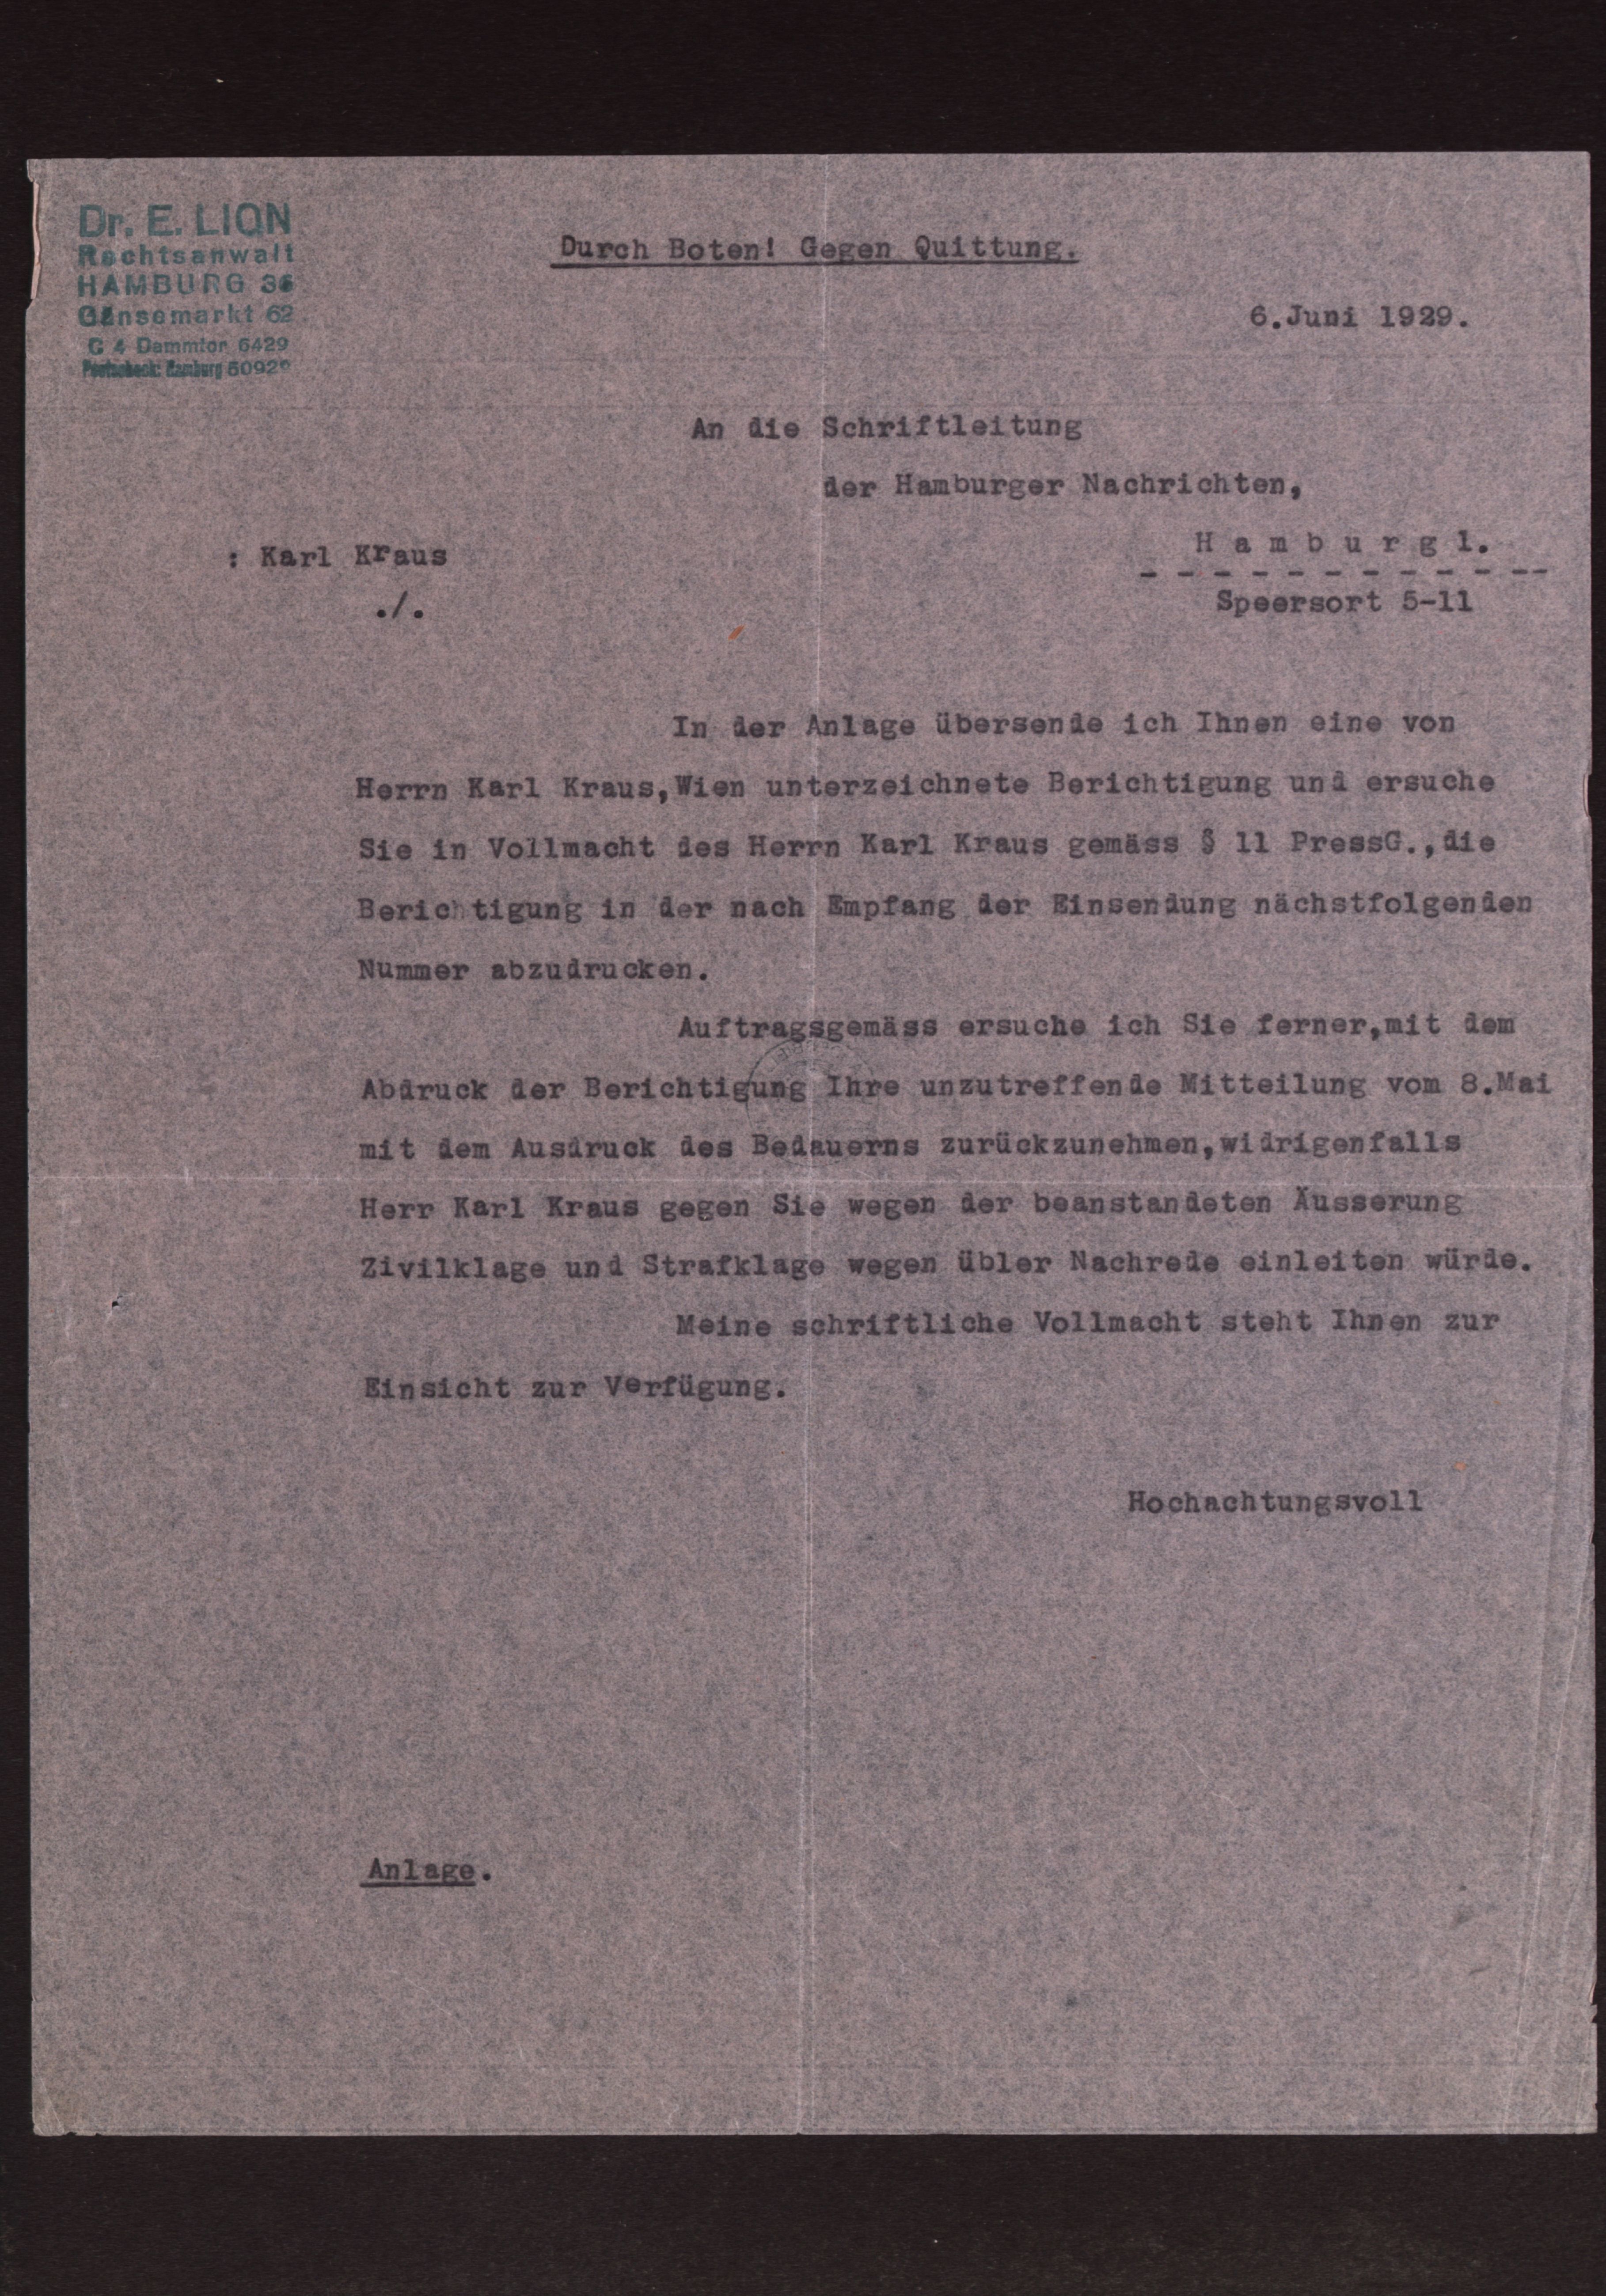 Dr. E. LION
Rechtsanwalt
HAMBURG 36
Gänsemarkt 62
C 4 Dammtor 6429
Postscheck: Hamburg 5092
Durch Boten! Gegen Quittung.
6.Juni 1929.
An die Schriftleitung
der Hamburger Nachrichten,
H a m b u r g 1.
: Karl Kraus
./.
Speersort 5-11
In der Anlage übersende ich Ihnen eine von
Herrn Karl Kraus,Wien unterzeichnete Berichtigung und ersuche
Sie in Vollmacht des Herrn Karl Kraus gemäss § 11 PressG.,die
Berichtigung in der nach Empfang der Einsendung nächstfolgenden
Nummer abzudrucken.
Auftragsgemäss ersuche ich Sie ferner,mit dem
Abdruck der Berichtigung Ihre unzutreffende Mitteilung vom 8.Mai
mit dem Ausdruck des Bedauerns zurückzunehmen,widrigenfalls
Herr Karl Kraus gegen Sie wegen der beanstandeten Äusserung
Zivilklage und Strafklage wegen übler Nachrede einleiten würde.
Meine schriftliche Vollmacht steht Ihnen zur
Einsicht zur Verfügung.
Hochachtungsvoll
Anlage.